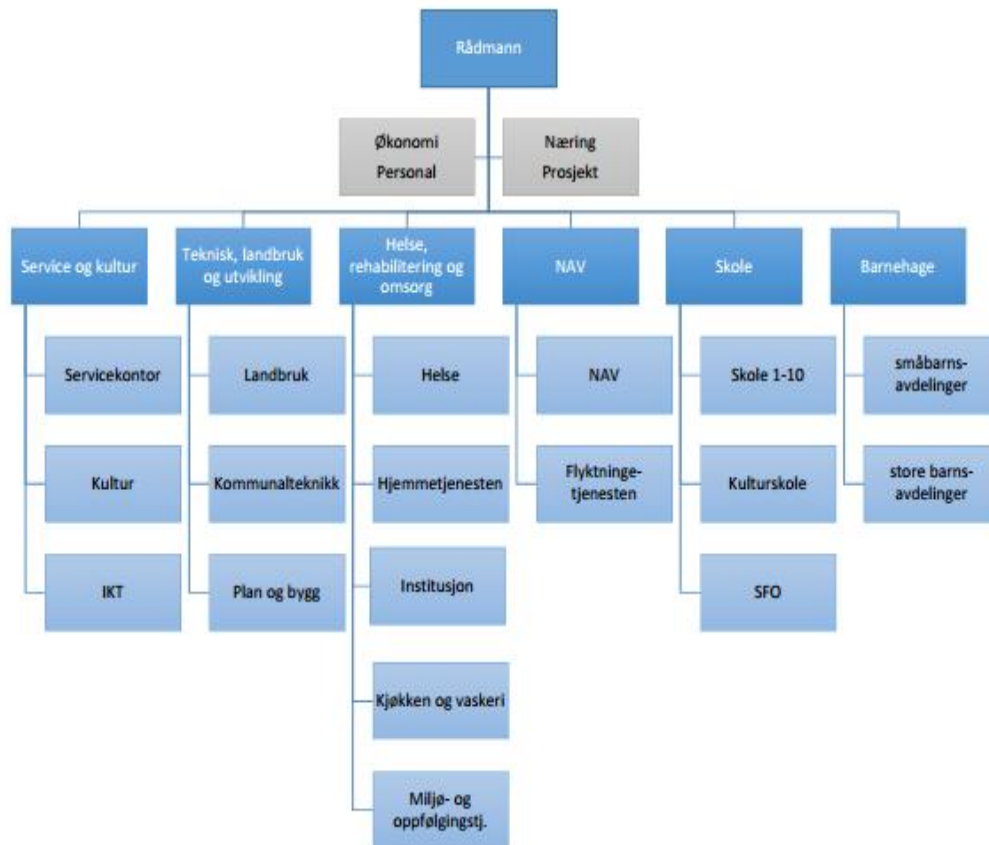 Rådmann
Økonomi
Personal
Næring
Prosjekt
Service og kultur
Teknisk, landbruk
og utvikling
Helse,
rehabilitering og
omsorg
NAV
Skole
Barnehage
Servicekontor
Landbruk
Helse
NAV
Skole 1-10
småbarns-
avdelinger
Kultur
Kommunalteknikk
Hjemmetjenesten
Flyktninge-
tjenesten
Kulturskole
store barns-
avdelinger
IKT
Plan og bygg
Institusjon
SFO
Kjøkken og vaskeri
Miljø- og
oppfølgingstj.